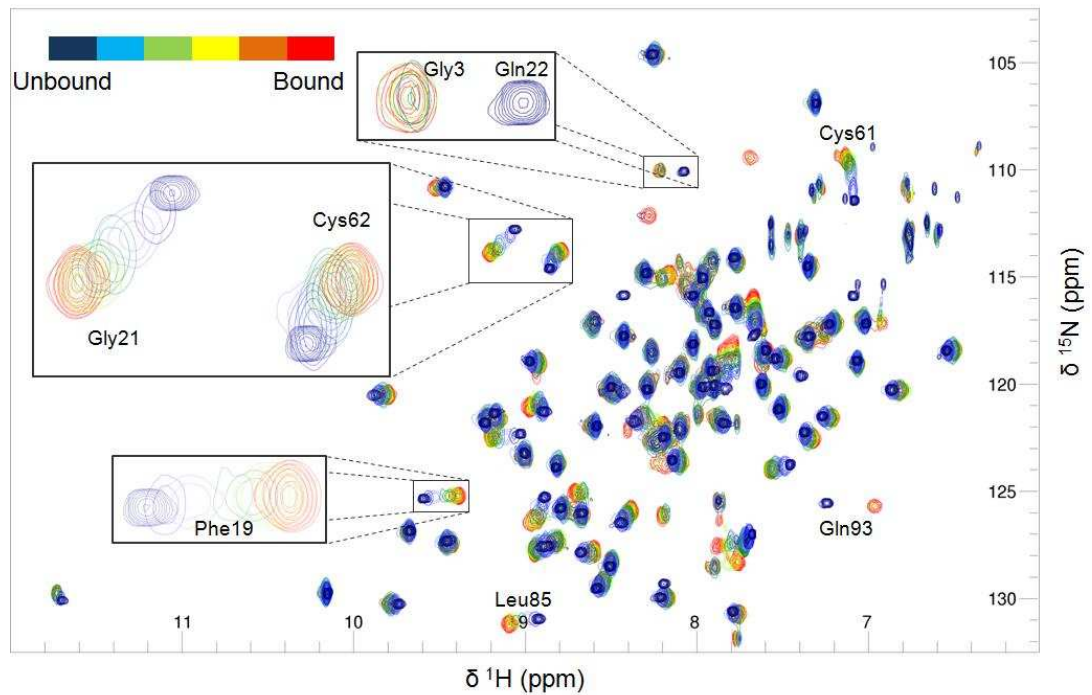 Unbound Bound
Gly3 Gln22
Cys61
Cys62
Gly21
Phe19
Gln93
Leu85
105
110
115
120
125
130
11 10 9 8 7
δ ¹H (ppm)
δ ¹⁵N (ppm)